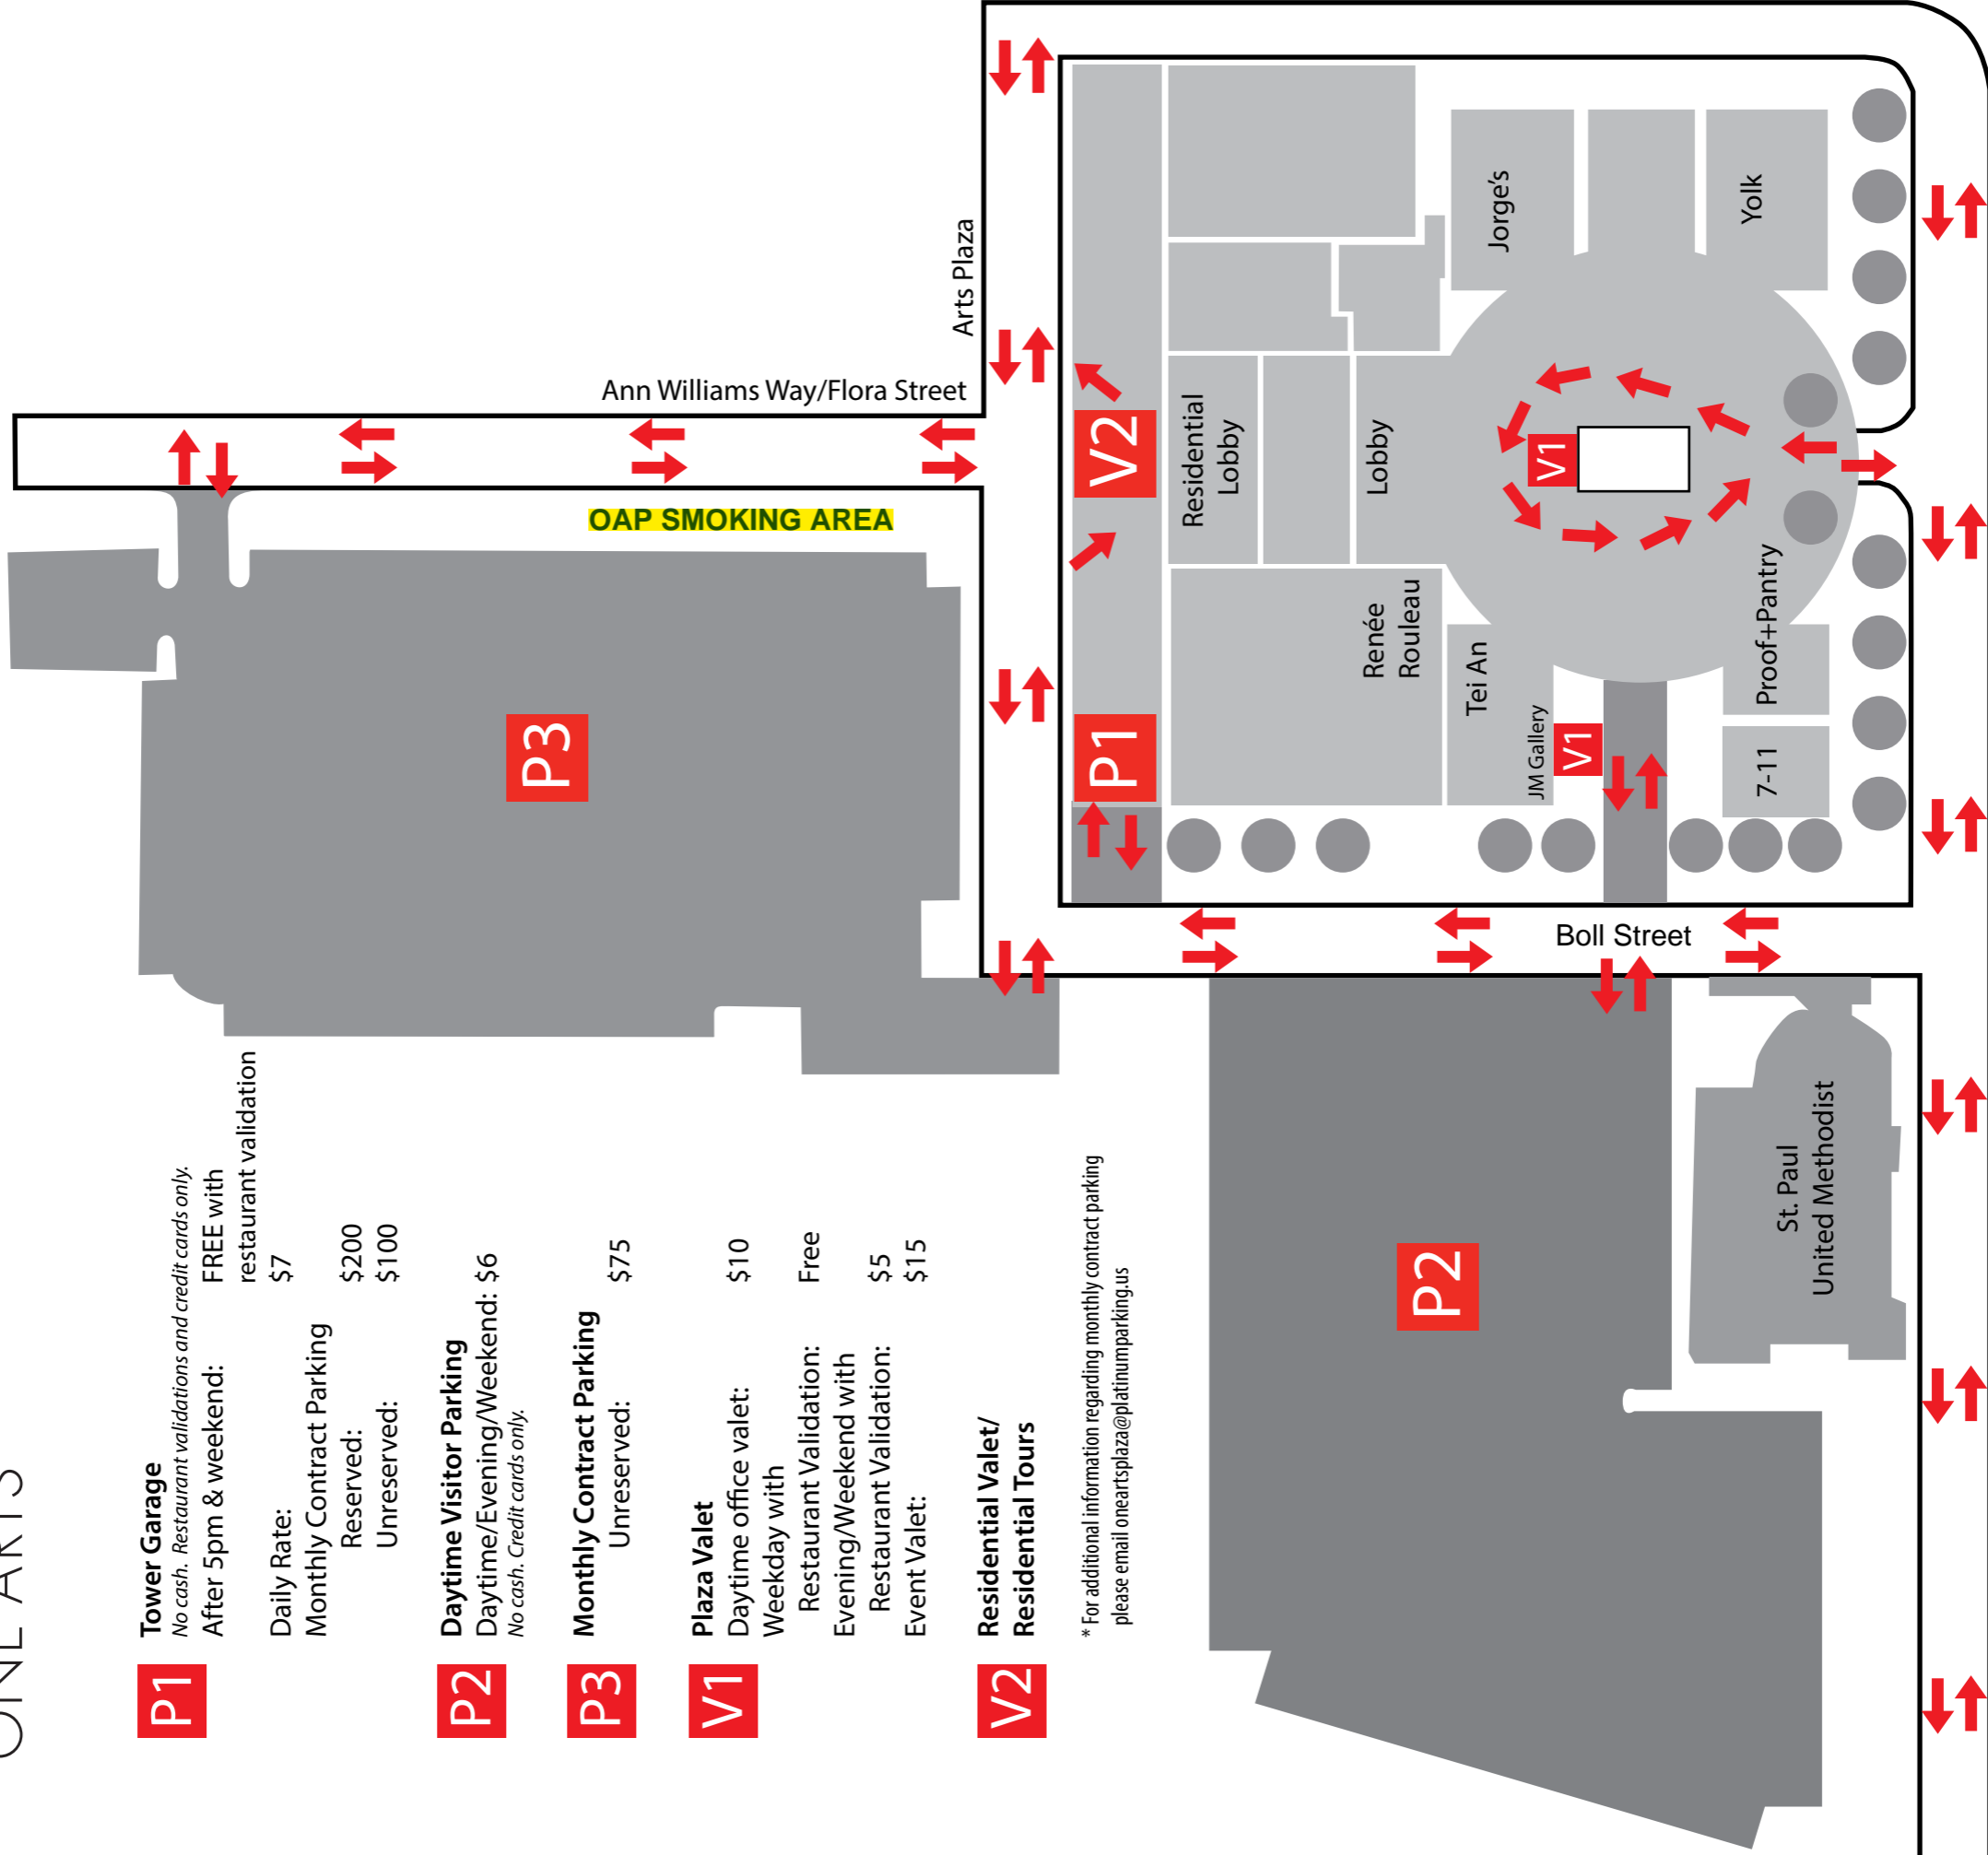 ONE ARTS
P1
Tower Garage
No cash. Restaurant validations and credit cards only.
After 5pm & weekend: FREE with
restaurant validation
Daily Rate: $7
Monthly Contract Parking
Reserved: $200
Unreserved: $100
P2
Daytime Visitor Parking
Daytime/Evening/Weekend: $6
No cash. Credit cards only.
P3
Monthly Contract Parking
Unreserved: $75
V1
Plaza Valet
Daytime office valet: $10
Weekday with
Restaurant Validation: Free
Evening/Weekend with
Restaurant Validation: $5
Event Valet: $15
V2
Residential Valet/
Residential Tours
* For additional information regarding monthly contract parking
please email oneartsplaza@platinumparking.us
P3
OAP SMOKING AREA
Ann Williams Way/Flora Street
Arts Plaza
P1
V2
Residential
Lobby
Lobby
Renée
Rouleau
Tei An
JM Gallery
V1
V1
Jorge's
Yolk
Proof+Pantry
7-11
Boll Street
P2
St. Paul
United Methodist